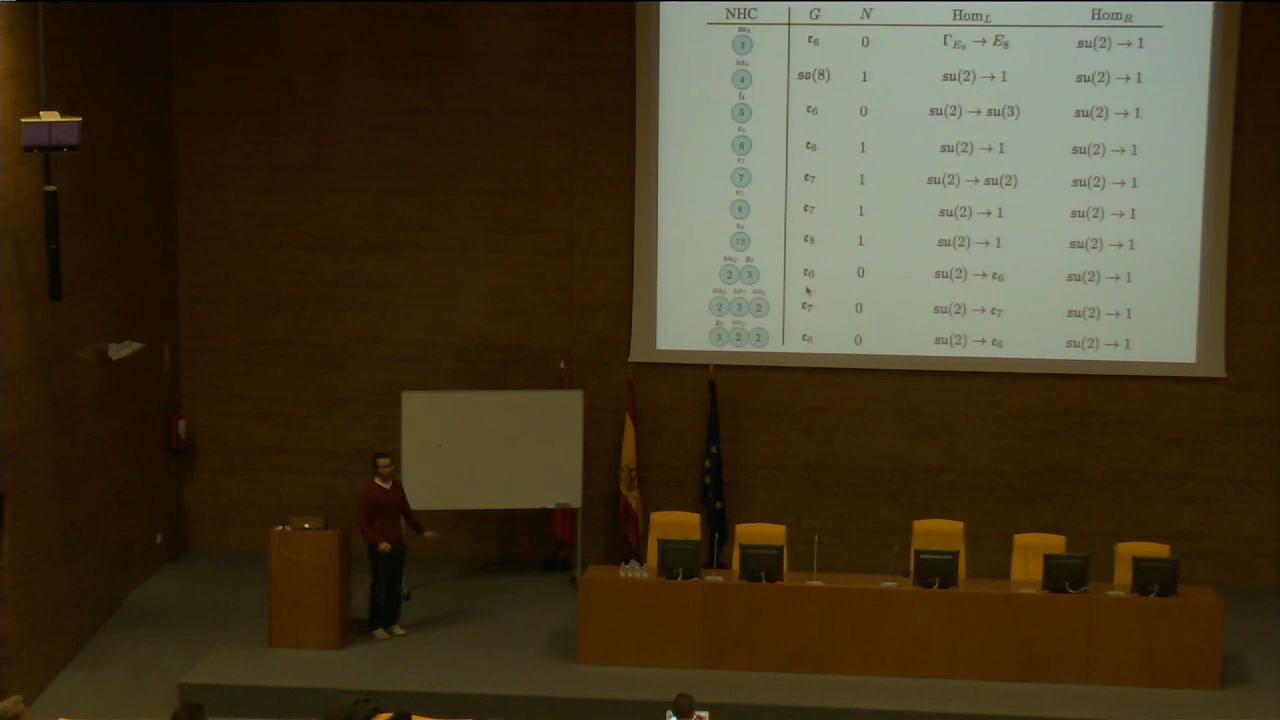 NHC G N Hom_L Hom_R
3 e₆ 0 Γ_E₆ → E₈ su(2) → 1
4 so(8) 1 su(2) → 1 su(2) → 1
5 e₆ 0 su(2) → su(3) su(2) → 1
6 e₆ 1 su(2) → 1 su(2) → 1
7 e₇ 1 su(2) → su(2) su(2) → 1
8 e₇ 1 su(2) → 1 su(2) → 1
12 e₈ 1 su(2) → 1 su(2) → 1
2 3 e₆ 0 su(2) → e₆ su(2) → 1
2 3 2 e₇ 0 su(2) → e₇ su(2) → 1
3 2 2 e₆ 0 su(2) → e₆ su(2) → 1